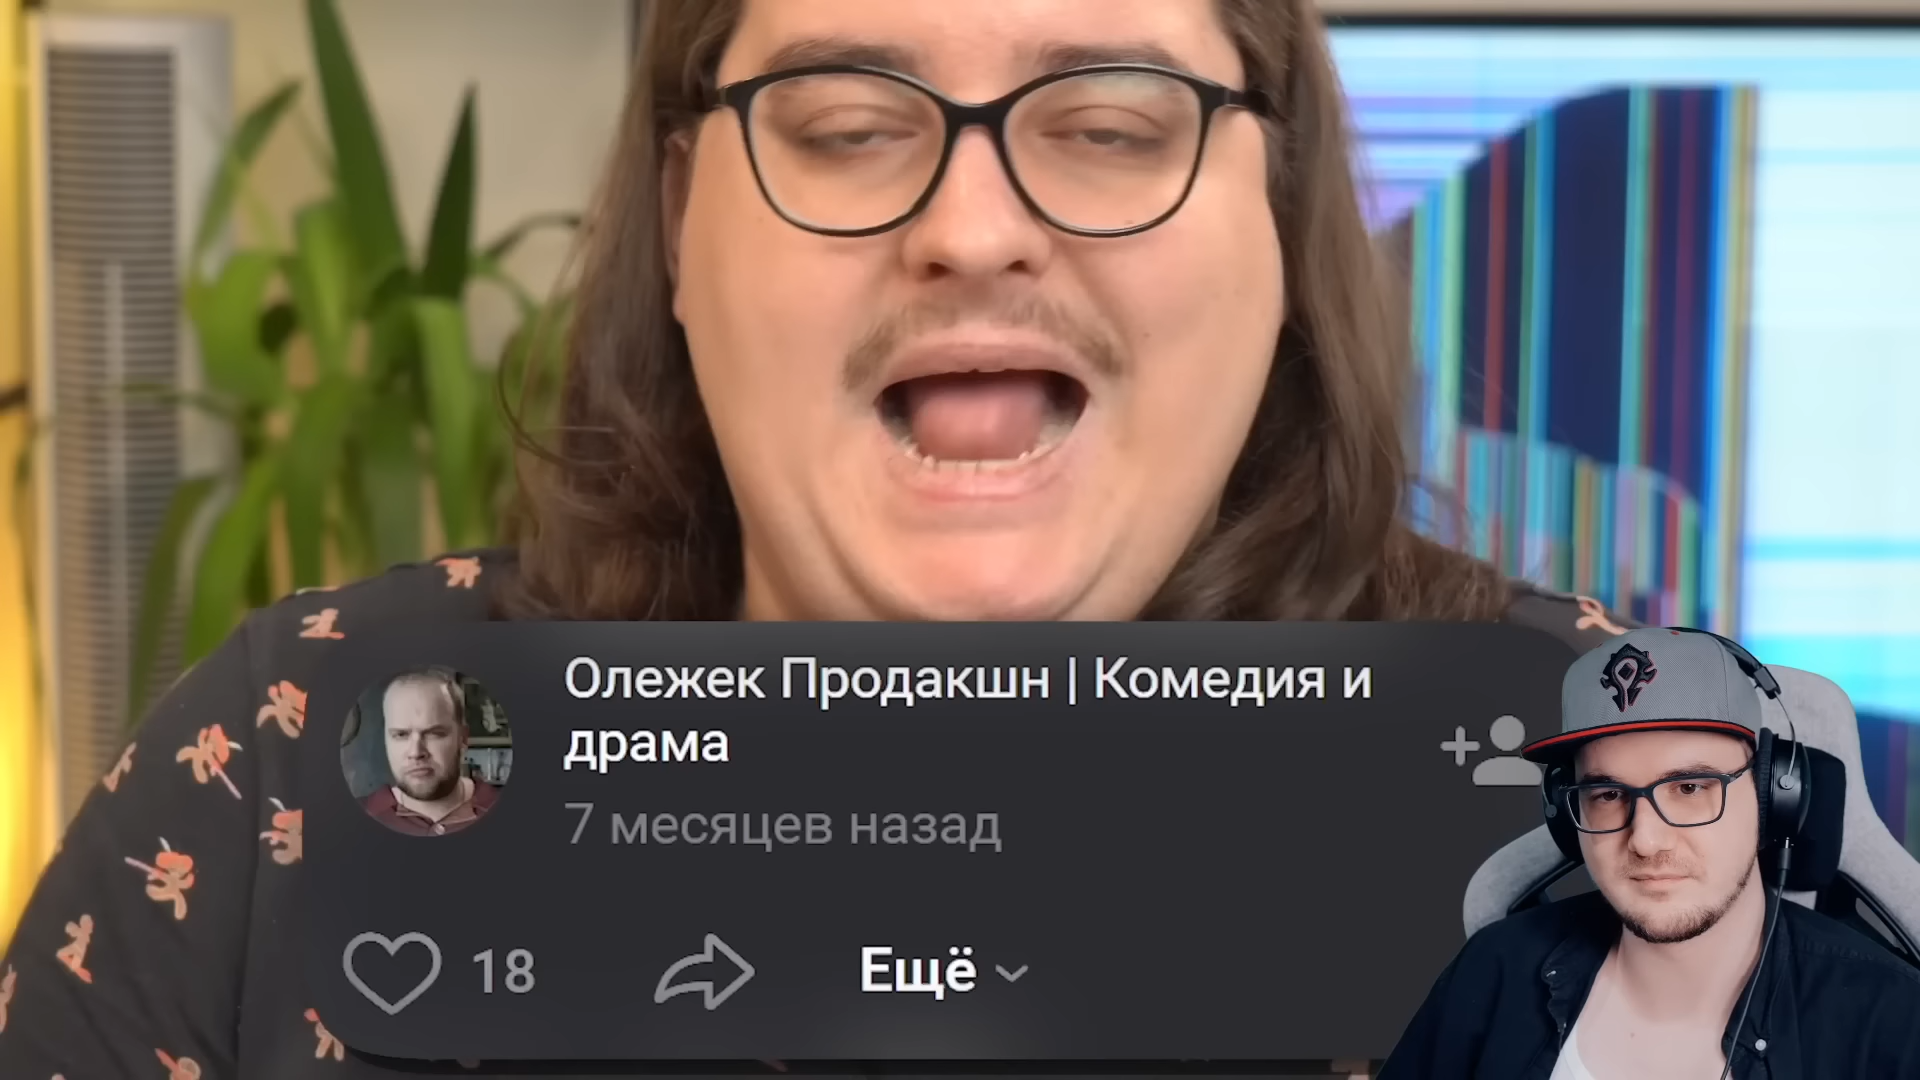 Олежек Продакшн | Комедия и
драма
7 месяцев назад
18
Ещё